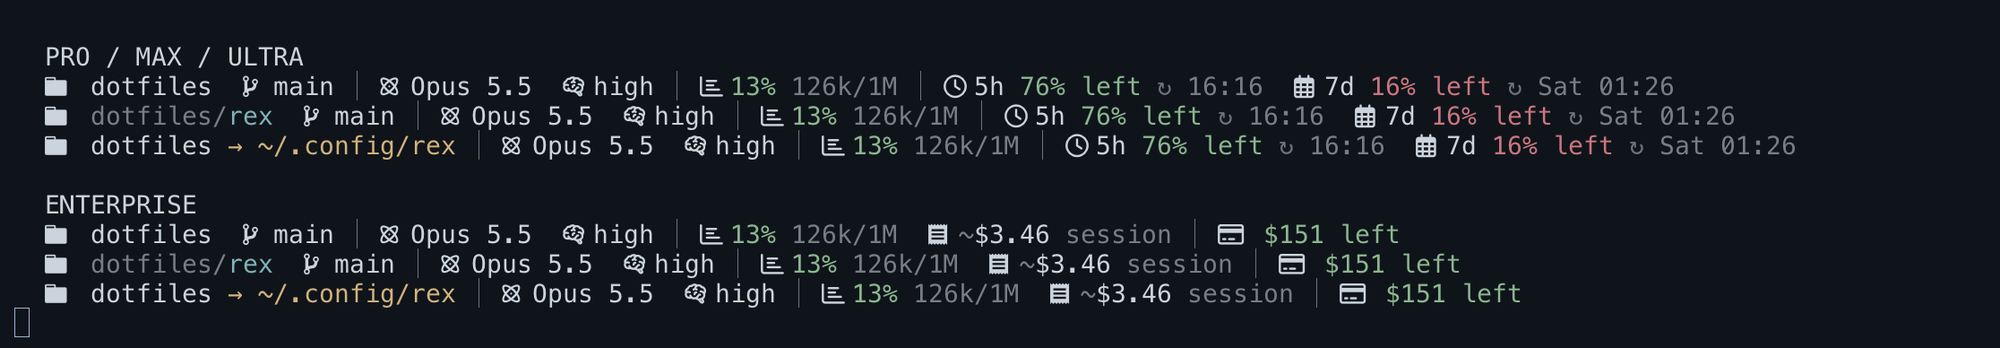 PRO / MAX / ULTRA
dotfiles main │ Opus 5.5 high │ 13% 126k/1M │ 5h 76% left ↻ 16:16 7d 16% left ↻ Sat 01:26
dotfiles/rex main │ Opus 5.5 high │ 13% 126k/1M │ 5h 76% left ↻ 16:16 7d 16% left ↻ Sat 01:26
dotfiles → ~/.config/rex │ Opus 5.5 high │ 13% 126k/1M │ 5h 76% left ↻ 16:16 7d 16% left ↻ Sat 01:26
ENTERPRISE
dotfiles main │ Opus 5.5 high │ 13% 126k/1M ~$3.46 session │ $151 left
dotfiles/rex main │ Opus 5.5 high │ 13% 126k/1M ~$3.46 session │ $151 left
dotfiles → ~/.config/rex │ Opus 5.5 high │ 13% 126k/1M ~$3.46 session │ $151 left